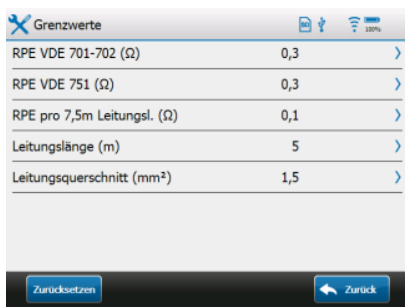 Grenzwerte
100%
RPE VDE 701-702 (Ω) 0,3
RPE VDE 751 (Ω) 0,3
RPE pro 7,5m Leitungsl. (Ω) 0,1
Leitungslänge (m) 5
Leitungsquerschnitt (mm²) 1,5
Zurücksetzen
Zurück